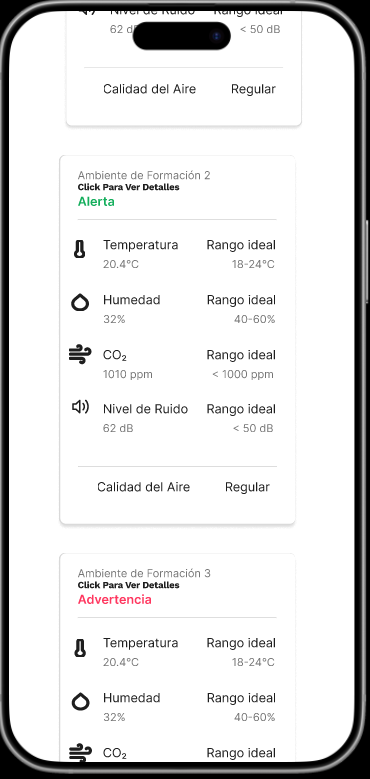 Nivel de Ruido Rango ideal
62 dB < 50 dB
Calidad del Aire Regular
Ambiente de Formación 2
Click Para Ver Detalles
Alerta
Temperatura Rango ideal
20.4°C 18-24°C
Humedad Rango ideal
32% 40-60%
CO₂ Rango ideal
1010 ppm < 1000 ppm
Nivel de Ruido Rango ideal
62 dB < 50 dB
Calidad del Aire Regular
Ambiente de Formación 3
Click Para Ver Detalles
Advertencia
Temperatura Rango ideal
20.4°C 18-24°C
Humedad Rango ideal
32% 40-60%
CO₂ Rango ideal